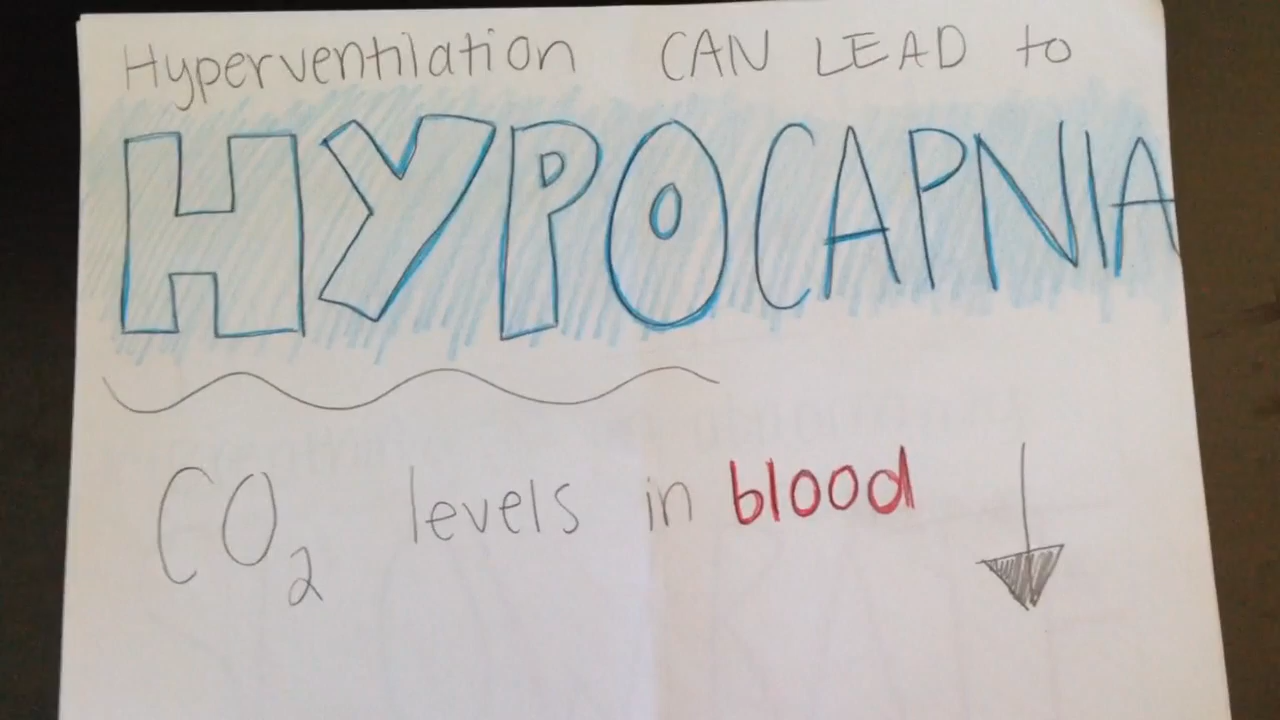 Hyperventilation CAN LEAD to
HYPOCAPNIA
CO₂ levels in blood ↓